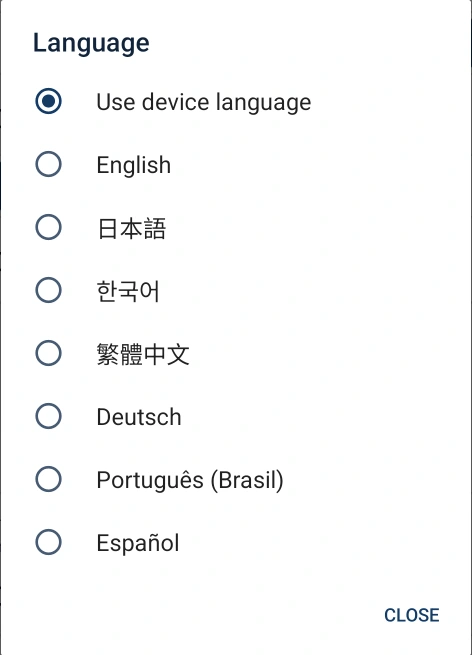 Language
Use device language
English
日本語
한국어
繁體中文
Deutsch
Português (Brasil)
Español
CLOSE